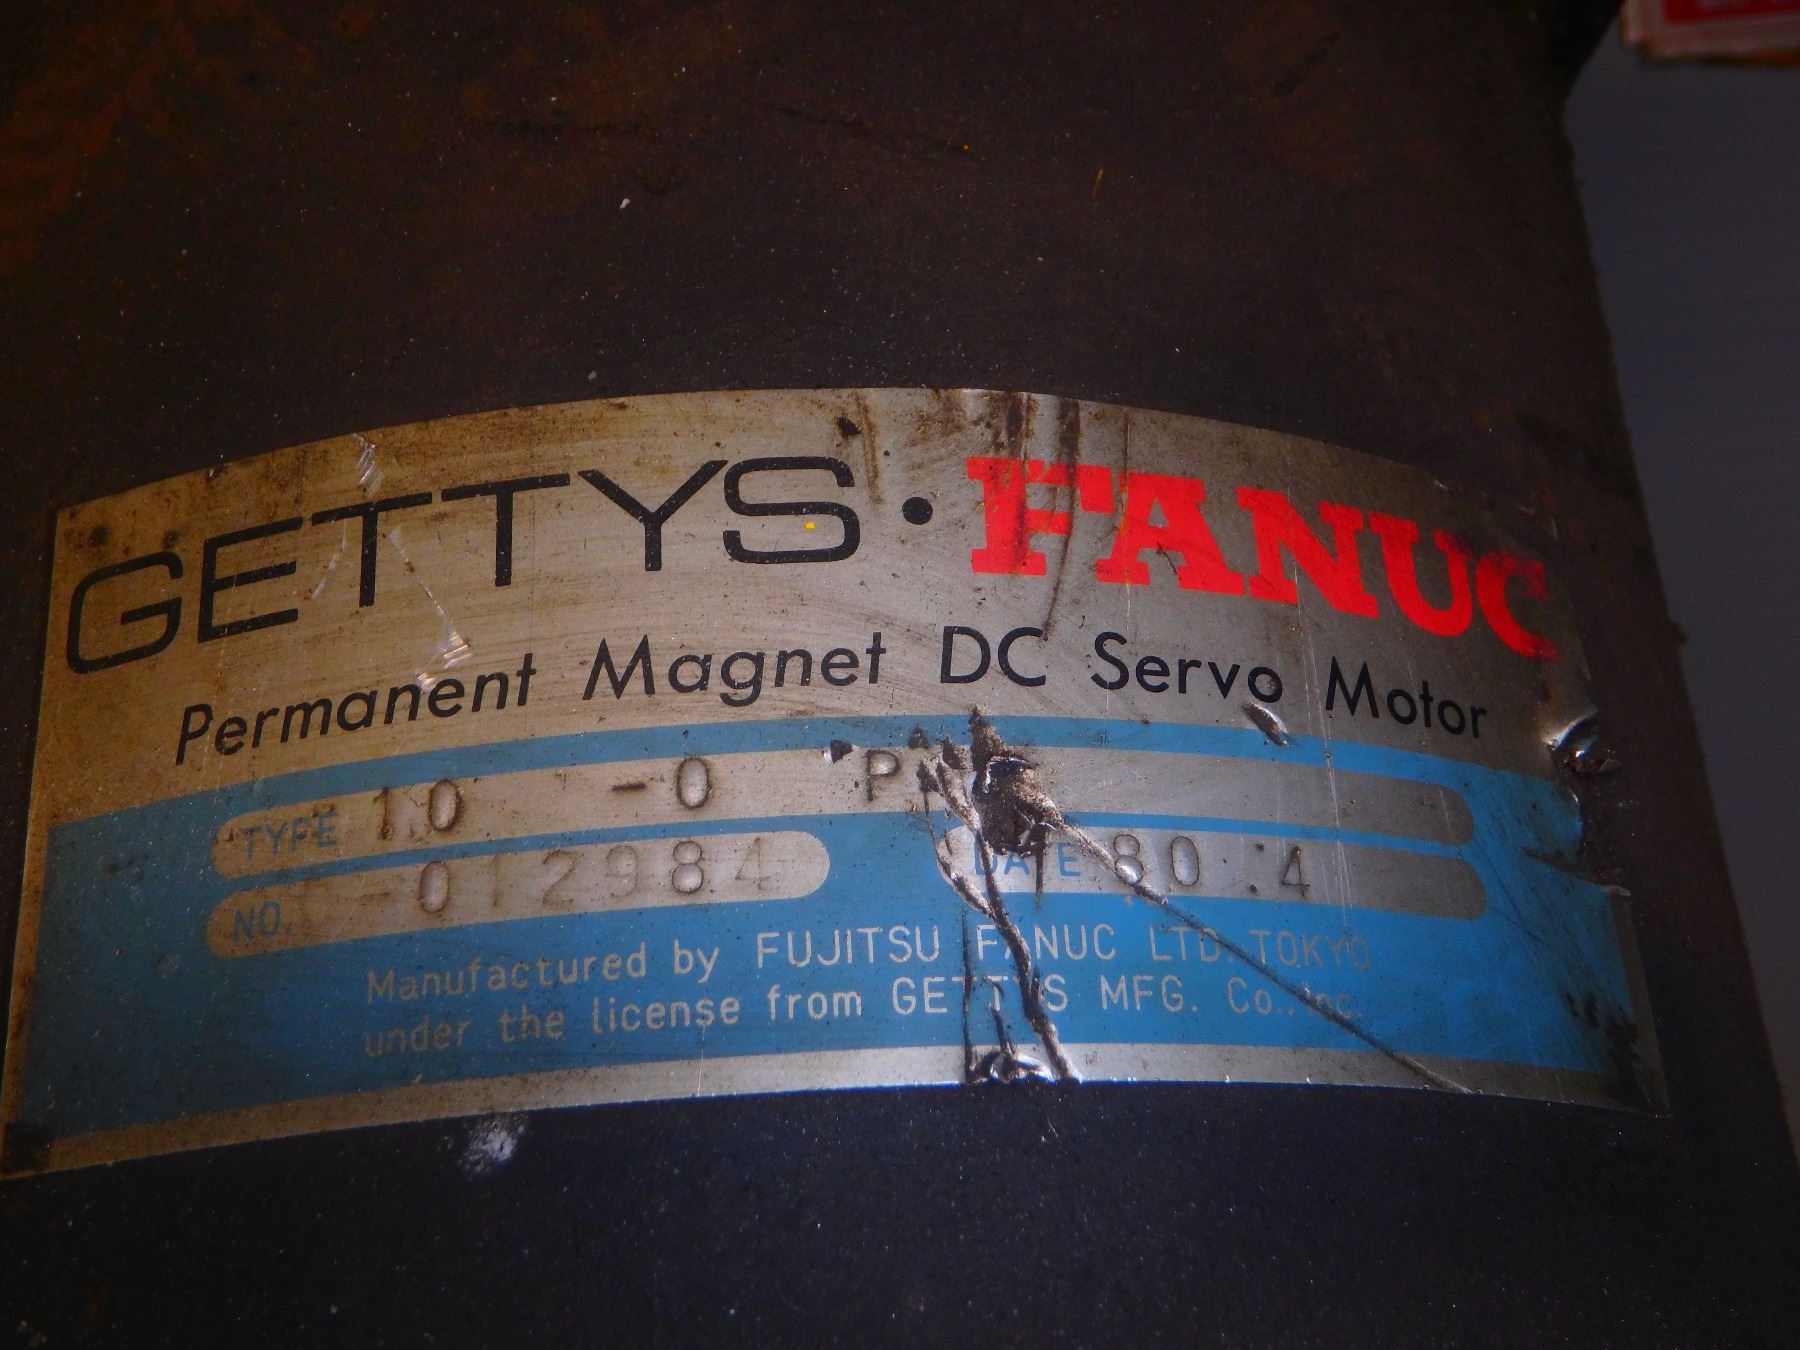 GETTYS · FANUC
Permanent Magnet DC Servo Motor
TYPE 10 -0 P
NO. -012984 DATE 80.4
Manufactured by FUJITSU FANUC LTD. TOKYO
under the license from GETTYS MFG. Co., Inc.